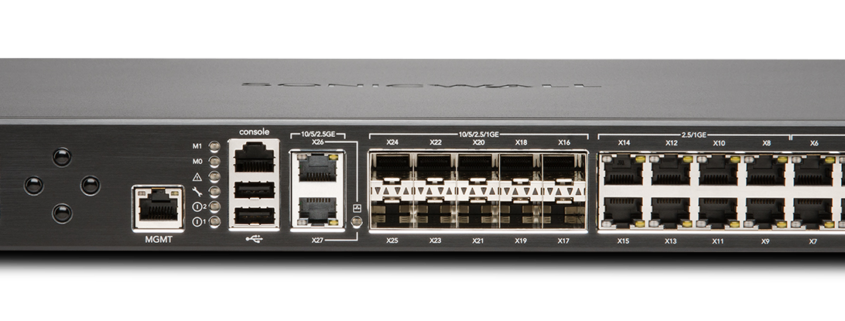 SONICWALL
console
10/5/2.5GE
10/5/2.5/1GE
2.5/1GE
M1
X26
X24
X22
X20
X18
X16
X14
X12
X10
X8
X6
M0
2
1
MGMT
X27
X25
X23
X21
X19
X17
X15
X13
X11
X9
X7